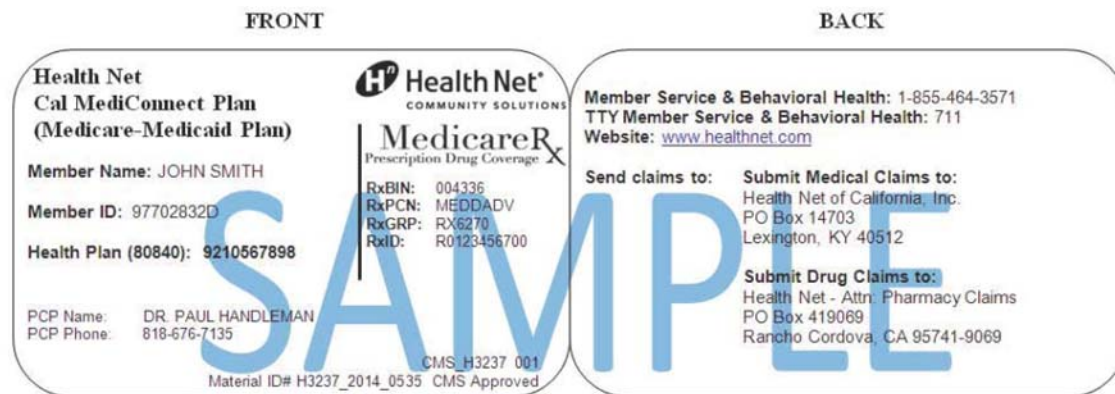 FRONT
BACK
Health Net
Cal MediConnect Plan
(Medicare-Medicaid Plan)
Member Name: JOHN SMITH
Member ID: 97702832D
Health Plan (80840): 9210567898
PCP Name: DR. PAUL HANDLEMAN
PCP Phone: 818-676-7135
Hn Health Net®
COMMUNITY SOLUTIONS
MedicareRx
Prescription Drug Coverage
RxBIN: 004336
RxPCN: MEDDADV
RxGRP: RX6270
RxID: R0123456700
CMS_H3237 001
Material ID# H3237_2014_0535 CMS Approved
Member Service & Behavioral Health: 1-855-464-3571
TTY Member Service & Behavioral Health: 711
Website: www.healthnet.com
Send claims to:
Submit Medical Claims to:
Health Net of California, Inc.
PO Box 14703
Lexington, KY 40512
Submit Drug Claims to:
Health Net - Attn: Pharmacy Claims
PO Box 419069
Rancho Cordova, CA 95741-9069
SAMPLE